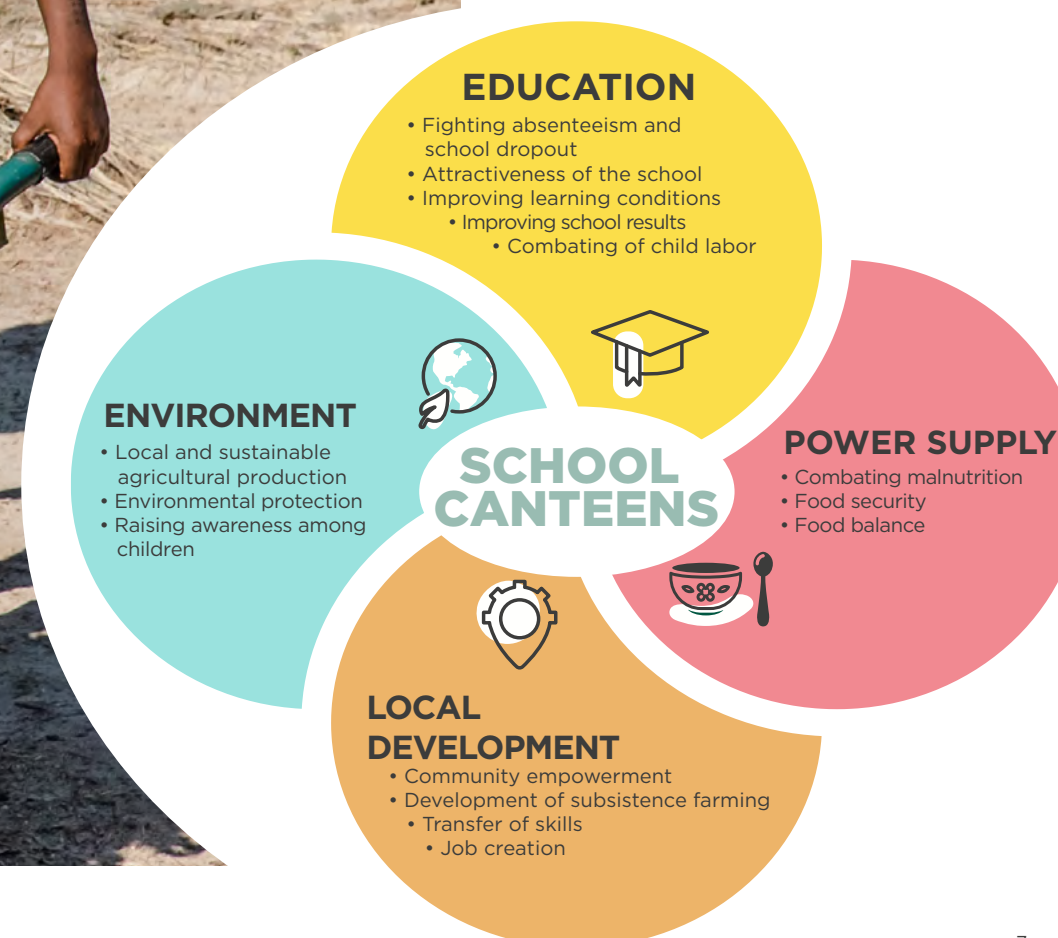 EDUCATION
• Fighting absenteeism and
school dropout
• Attractiveness of the school
• Improving learning conditions
• Improving school results
• Combating of child labor
ENVIRONMENT
• Local and sustainable
agricultural production
• Environmental protection
• Raising awareness among
children
SCHOOL
CANTEENS
POWER SUPPLY
• Combating malnutrition
• Food security
• Food balance
LOCAL
DEVELOPMENT
• Community empowerment
• Development of subsistence farming
• Transfer of skills
• Job creation